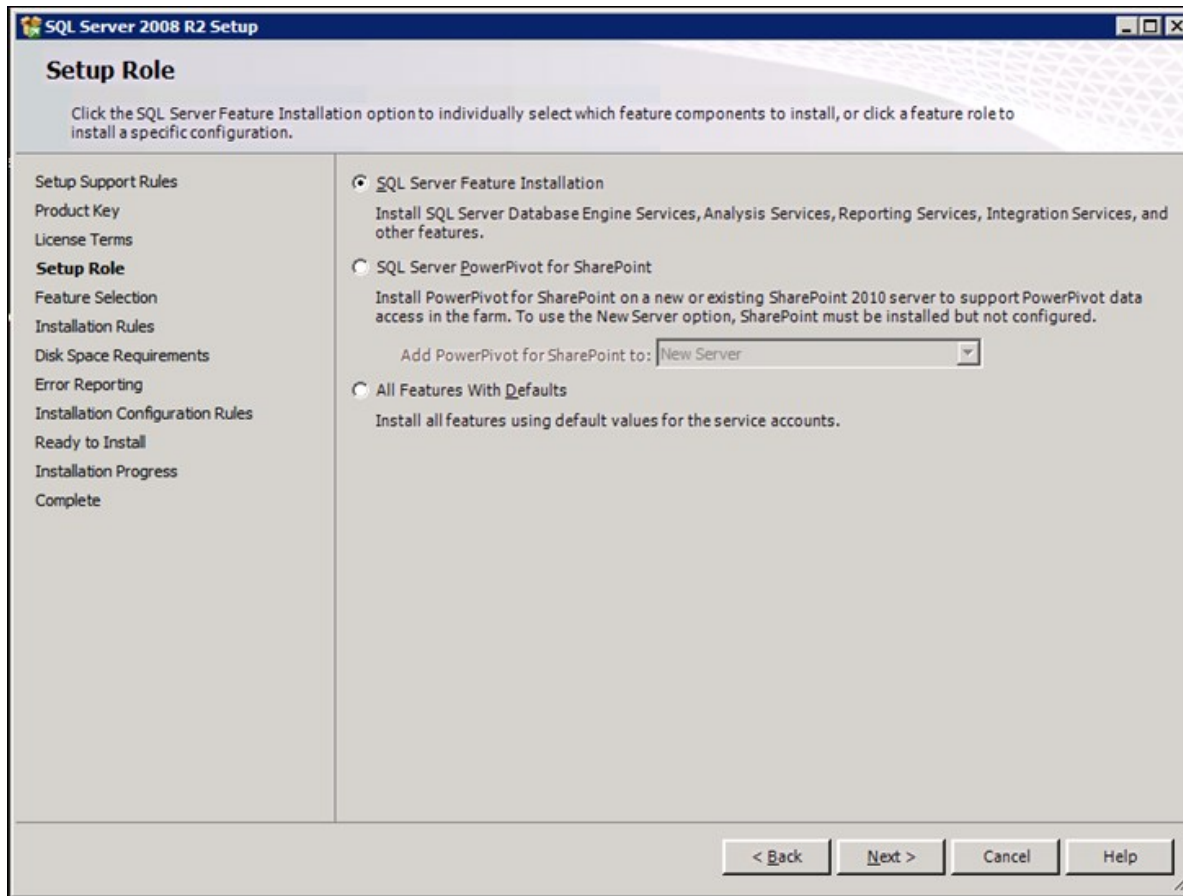 SQL Server 2008 R2 Setup
Setup Role
Click the SQL Server Feature Installation option to individually select which feature components to install, or click a feature role to
install a specific configuration.
Setup Support Rules
Product Key
License Terms
Setup Role
Feature Selection
Installation Rules
Disk Space Requirements
Error Reporting
Installation Configuration Rules
Ready to Install
Installation Progress
Complete
SQL Server Feature Installation
Install SQL Server Database Engine Services, Analysis Services, Reporting Services, Integration Services, and
other features.
SQL Server PowerPivot for SharePoint
Install PowerPivot for SharePoint on a new or existing SharePoint 2010 server to support PowerPivot data
access in the farm. To use the New Server option, SharePoint must be installed but not configured.
Add PowerPivot for SharePoint to: New Server
All Features With Defaults
Install all features using default values for the service accounts.
< Back Next > Cancel Help